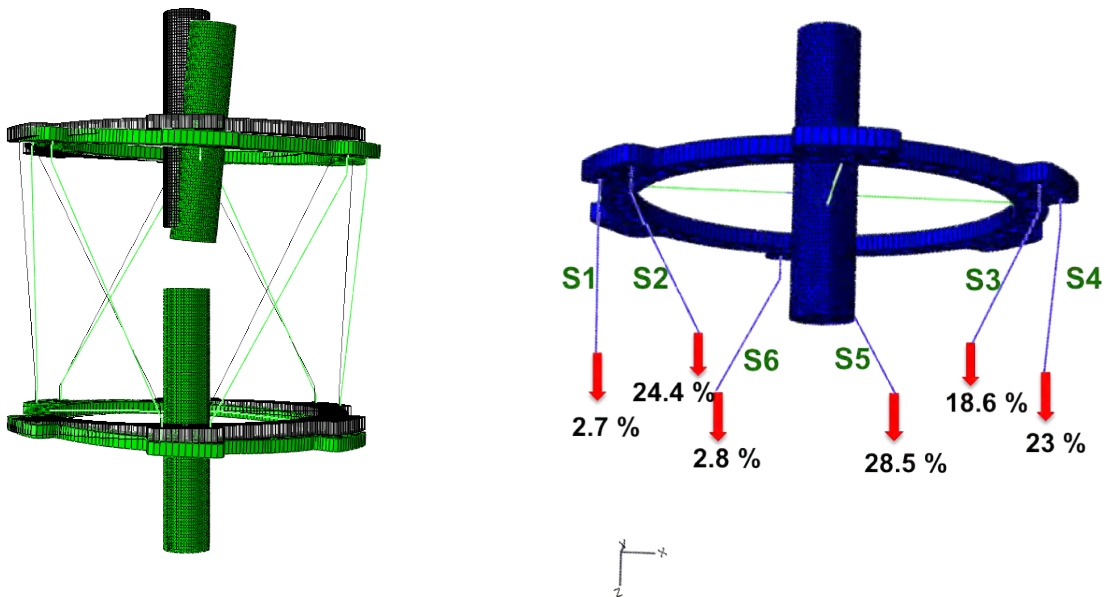 S1
S2
S3
S4
S6
S5
24.4 %
18.6 %
2.7 %
23 %
2.8 %
28.5 %
Y
X
Z